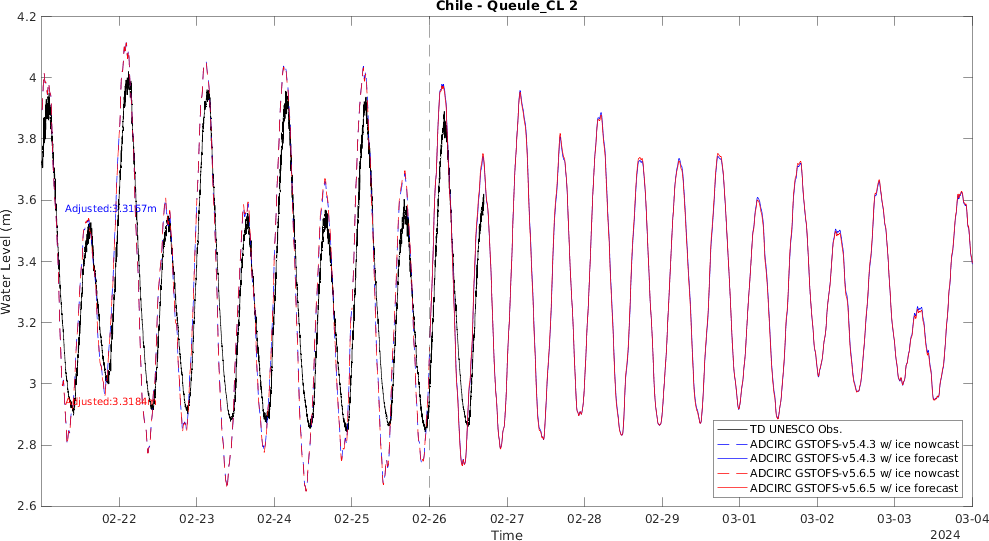 Chile - Queule_CL 2
4.2
4
3.8
3.6
3.4
3.2
3
2.8
2.6
Water Level (m)
Adjusted:3.3167m
Adjusted:3.3184m
TD UNESCO Obs.
ADCIRC GSTOFS-v5.4.3 w/ ice nowcast
ADCIRC GSTOFS-v5.4.3 w/ ice forecast
ADCIRC GSTOFS-v5.6.5 w/ ice nowcast
ADCIRC GSTOFS-v5.6.5 w/ ice forecast
02-22 02-23 02-24 02-25 02-26 02-27 02-28 02-29 03-01 03-02 03-03 03-04
Time
2024